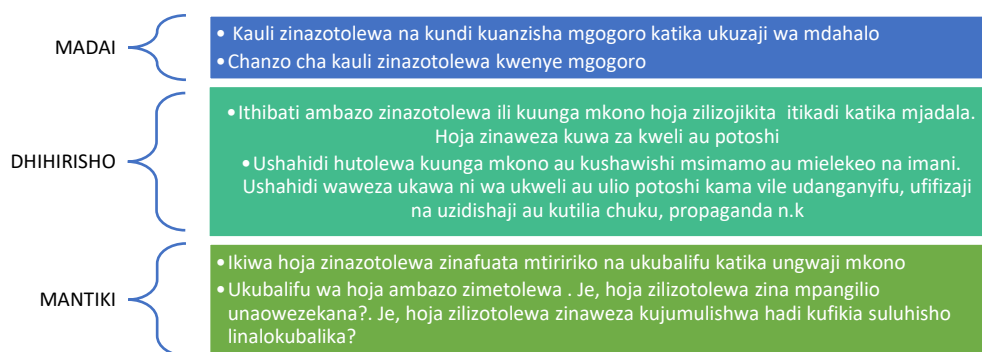 MADAI
• Kauli zinazotolewa na kundi kuanzisha mgogoro katika ukuzaji wa mdahalo
• Chanzo cha kauli zinazotolewa kwenye mgogoro
DHIHIRISHO
• Ithibati ambazo zinazotolewa ili kuunga mkono hoja zilizojikita itikadi katika mjadala.
Hoja zinaweza kuwa za kweli au potoshi
• Ushahidi hutolewa kuunga mkono au kushawishi msimamo au mielekeo na imani.
Ushahidi waweza ukawa ni wa ukweli au ulio potoshi kama vile udanganyifu, ufifizaji
na uzidishaji au kutilia chuku, propaganda n.k
MANTIKI
• Ikiwa hoja zinazotolewa zinafuata mtiririko na ukubalifu katika ungwaji mkono
• Ukubalifu wa hoja ambazo zimetolewa . Je, hoja zilizotolewa zina mpangilio
unaowezekana?. Je, hoja zilizotolewa zinaweza kujumulishwa hadi kufikia suluhisho
linalokubalika?